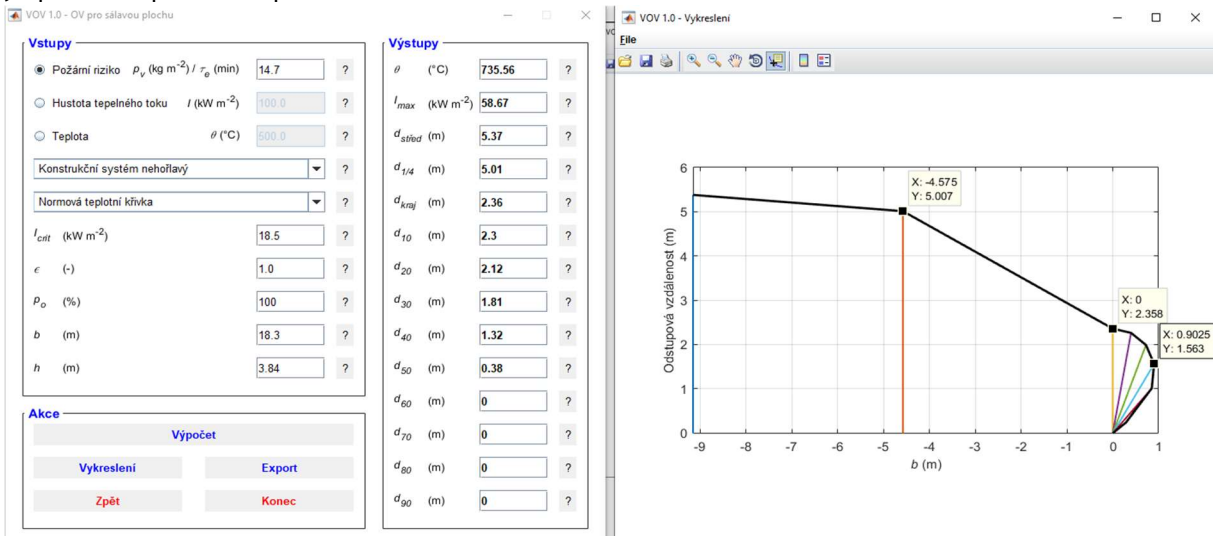 VOV 1.0 - OV pro sálavou plochu
Vstupy
Požární riziko p_v (kg m^-2) / τ_e (min) 14.7 ?
Hustota tepelného toku I (kW m^-2) 100.0 ?
Teplota θ (°C) 500.0 ?
Konstrukční systém nehořlavý ?
Normová teplotní křivka ?
I_crit (kW m^-2) 18.5 ?
ϵ (-) 1.0 ?
p_o (%) 100 ?
b (m) 18.3 ?
h (m) 3.84 ?
Akce
Výpočet
Vykreslení Export
Zpět Konec
Výstupy
θ (°C) 735.56 ?
I_max (kW m^-2) 58.67 ?
d_střed (m) 5.37 ?
d_1/4 (m) 5.01 ?
d_kraj (m) 2.36 ?
d_10 (m) 2.3 ?
d_20 (m) 2.12 ?
d_30 (m) 1.81 ?
d_40 (m) 1.32 ?
d_50 (m) 0.38 ?
d_60 (m) 0 ?
d_70 (m) 0 ?
d_80 (m) 0 ?
d_90 (m) 0 ?
VOV 1.0 - Vykreslení
File
Odstupová vzdálenost (m)
6
5
4
3
2
1
0
X: -4.575
Y: 5.007
X: 0
Y: 2.358
X: 0.9025
Y: 1.563
-9 -8 -7 -6 -5 -4 -3 -2 -1 0 1
b (m)